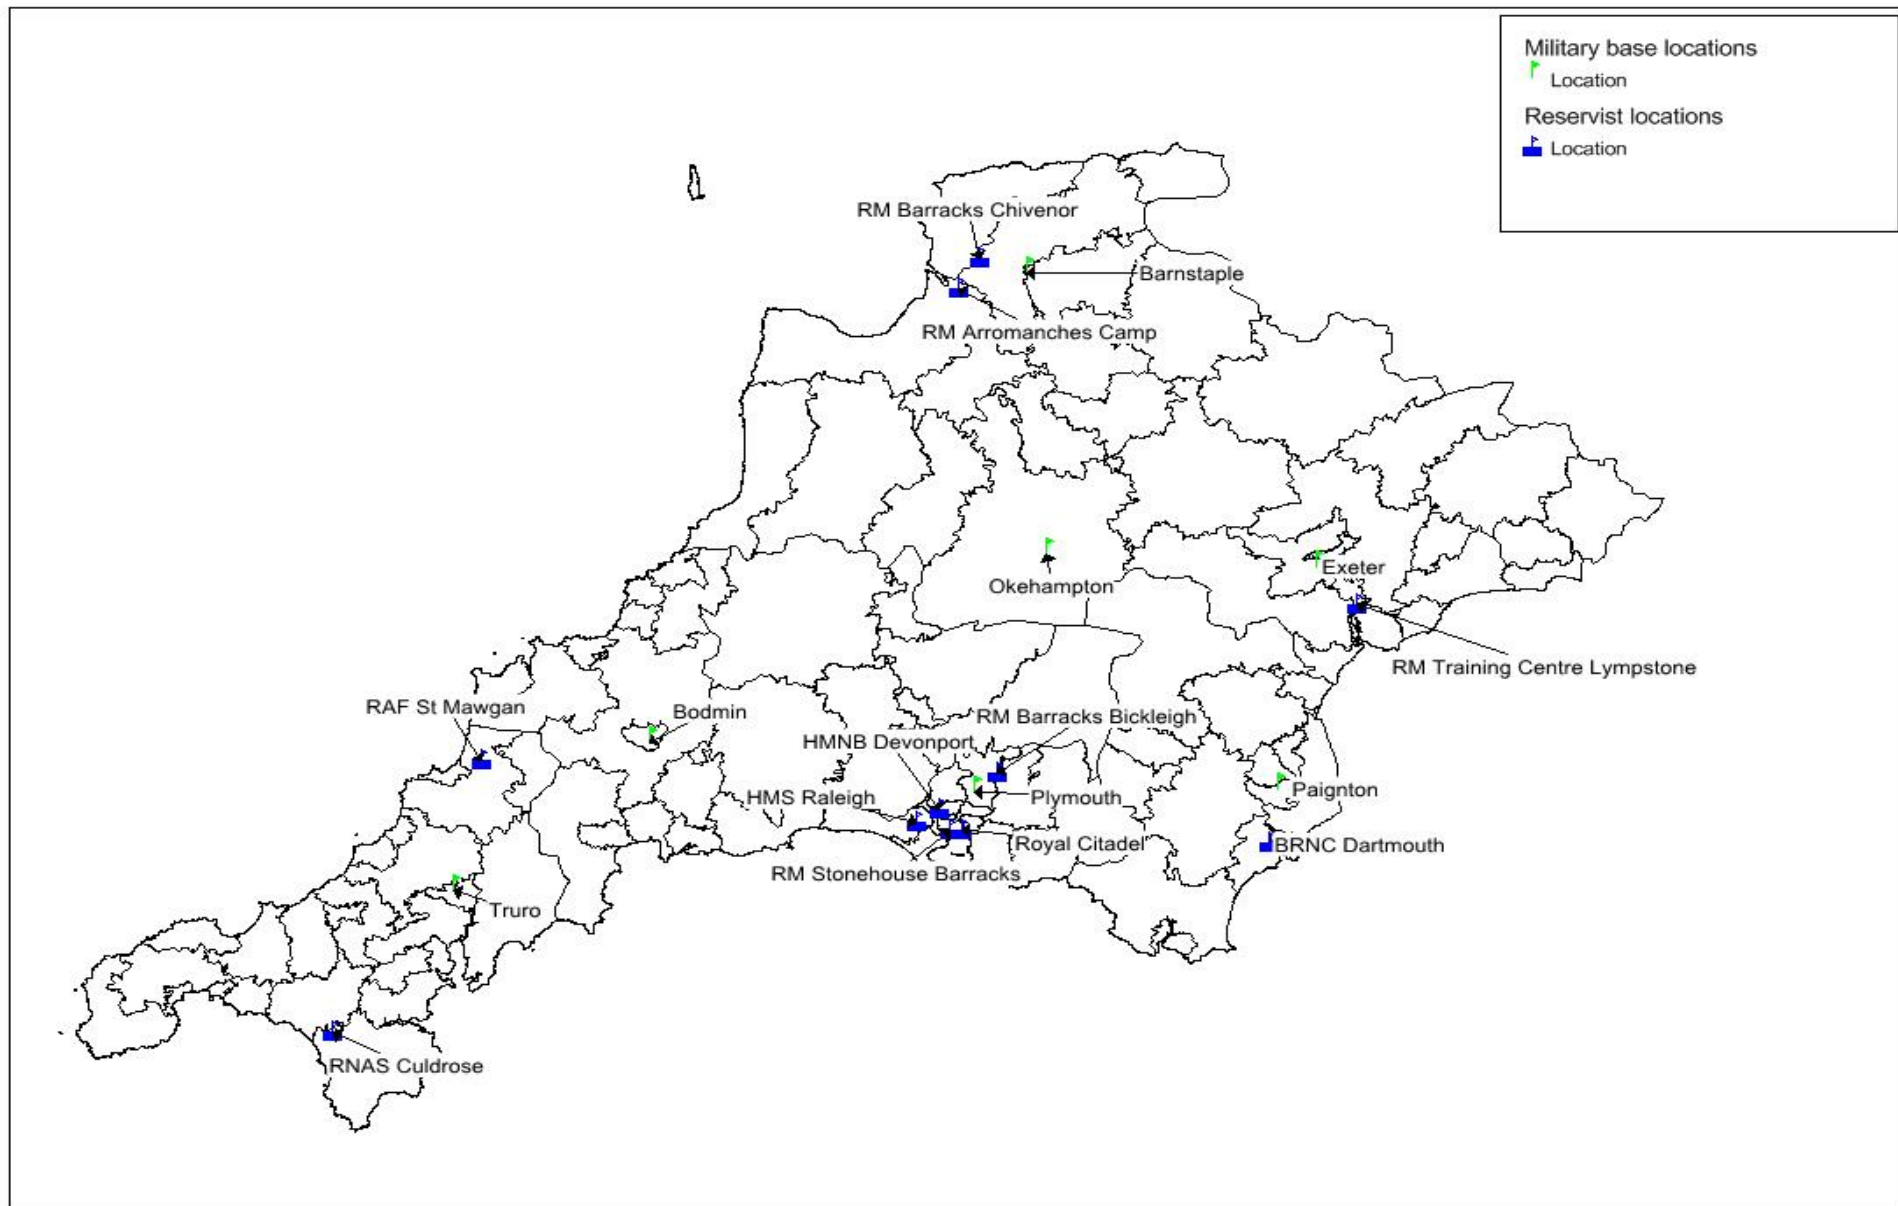 Military base locations
Location
Reservist locations
Location
RM Barracks Chivenor
Barnstaple
RM Arromanches Camp
Okehampton
Exeter
RM Training Centre Lympstone
RAF St Mawgan
Bodmin
RM Barracks Bickleigh
HMNB Devonport
Paignton
HMS Raleigh
Plymouth
Royal Citadel
BRNC Dartmouth
RM Stonehouse Barracks
Truro
RNAS Culdrose